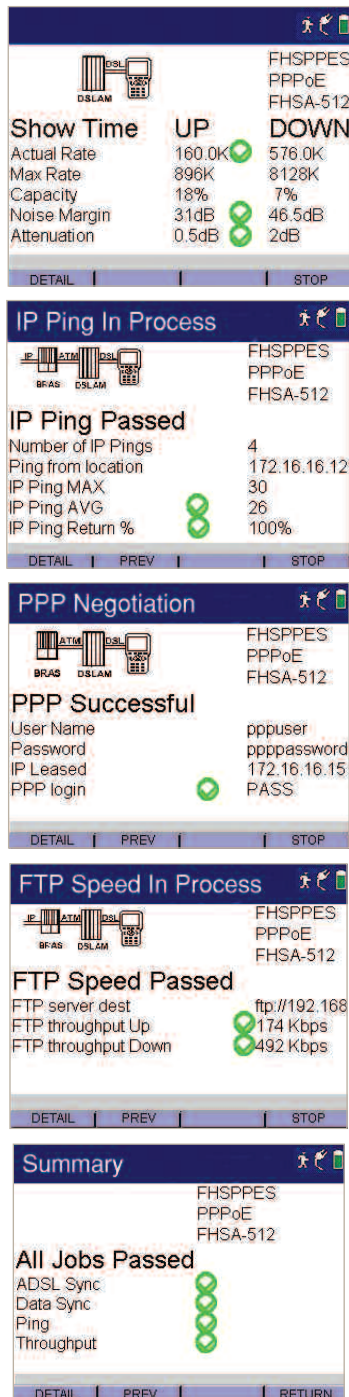 FHSPPES
DSL
PPPoE
DSLAM
FHSA-512
Show Time UP DOWN
Actual Rate 160.0K 576.0K
Max Rate 896K 8128K
Capacity 18% 7%
Noise Margin 31dB 46.5dB
Attenuation 0.5dB 2dB
DETAIL STOP
IP Ping In Process
FHSPPES
IP ATM DSL
PPPoE
BRAS DSLAM
FHSA-512
IP Ping Passed
Number of IP Pings 4
Ping from location 172.16.16.12
IP Ping MAX 30
IP Ping AVG 26
IP Ping Return % 100%
DETAIL PREV STOP
PPP Negotiation
FHSPPES
ATM DSL
PPPoE
BRAS DSLAM
FHSA-512
PPP Successful
User Name pppuser
Password ppppassword
IP Leased 172.16.16.15
PPP login PASS
DETAIL PREV STOP
FTP Speed In Process
FHSPPES
IP ATM DSL
PPPoE
BRAS DSLAM
FHSA-512
FTP Speed Passed
FTP server dest ftp://192.168
FTP throughput Up 174 Kbps
FTP throughput Down 492 Kbps
DETAIL PREV STOP
Summary
FHSPPES
PPPoE
FHSA-512
All Jobs Passed
ADSL Sync
Data Sync
Ping
Throughput
DETAIL PREV RETURN